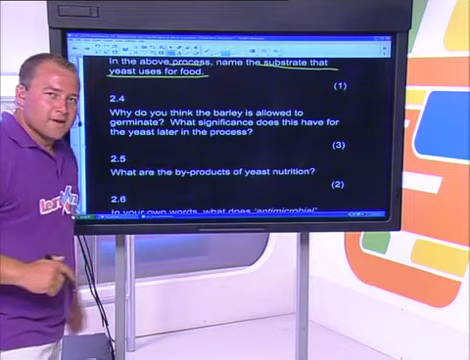 In the above process, name the substrate that
yeast uses for food.
(1)
2.4
Why do you think the barley is allowed to
germinate? What significance does this have for
the yeast later in the process?
(3)
2.5
What are the by-products of yeast nutrition?
(2)
2.6
In your own words, what does 'antimicrobial'